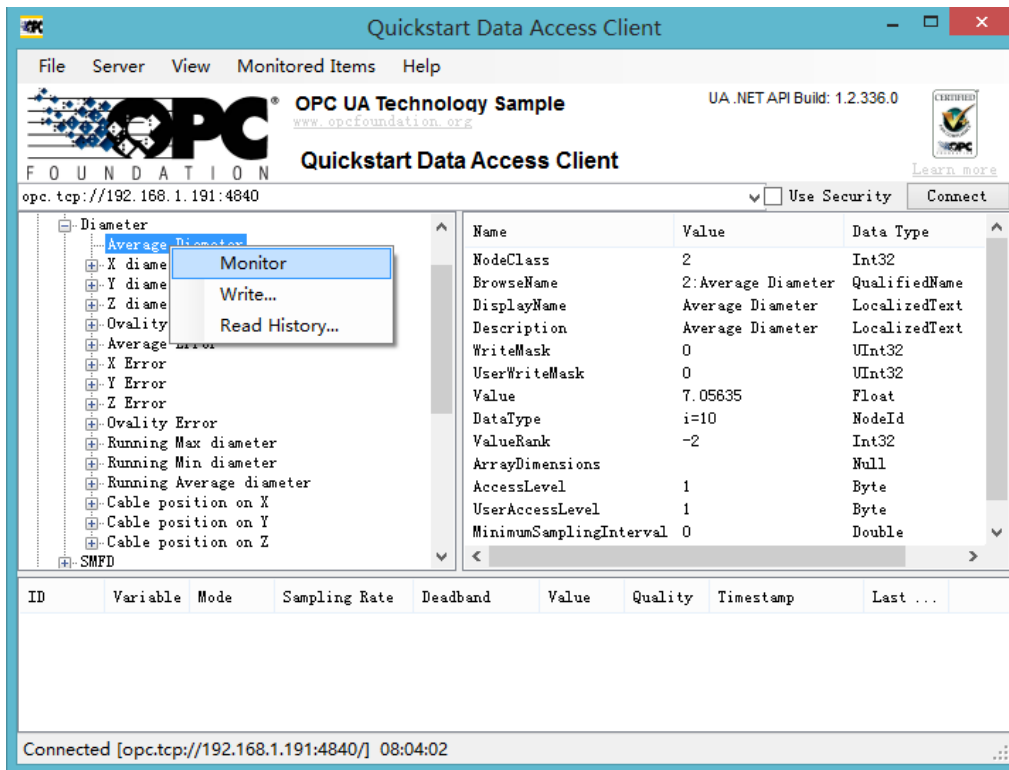 OPC
Quickstart Data Access Client
File Server View Monitored Items Help
OPC ®
FOUNDATION
OPC UA Technology Sample
www.opcfoundation.org
Quickstart Data Access Client
UA .NET API Build: 1.2.336.0
CERTIFIED
OPC
Learn more
opc.tcp://192.168.1.191:4840
Use Security
Connect
Diameter
Average Diameter
X diame
Y diame
Z diame
Ovality
Average Error
X Error
Y Error
Z Error
Ovality Error
Running Max diameter
Running Min diameter
Running Average diameter
Cable position on X
Cable position on Y
Cable position on Z
SMFD
Monitor
Write...
Read History...
Name Value Data Type
NodeClass 2 Int32
BrowseName 2:Average Diameter QualifiedName
DisplayName Average Diameter LocalizedText
Description Average Diameter LocalizedText
WriteMask 0 UInt32
UserWriteMask 0 UInt32
Value 7.05635 Float
DataType i=10 NodeId
ValueRank -2 Int32
ArrayDimensions Null
AccessLevel 1 Byte
UserAccessLevel 1 Byte
MinimumSamplingInterval 0 Double
ID Variable Mode Sampling Rate Deadband Value Quality Timestamp Last ...
Connected [opc.tcp://192.168.1.191:4840/] 08:04:02